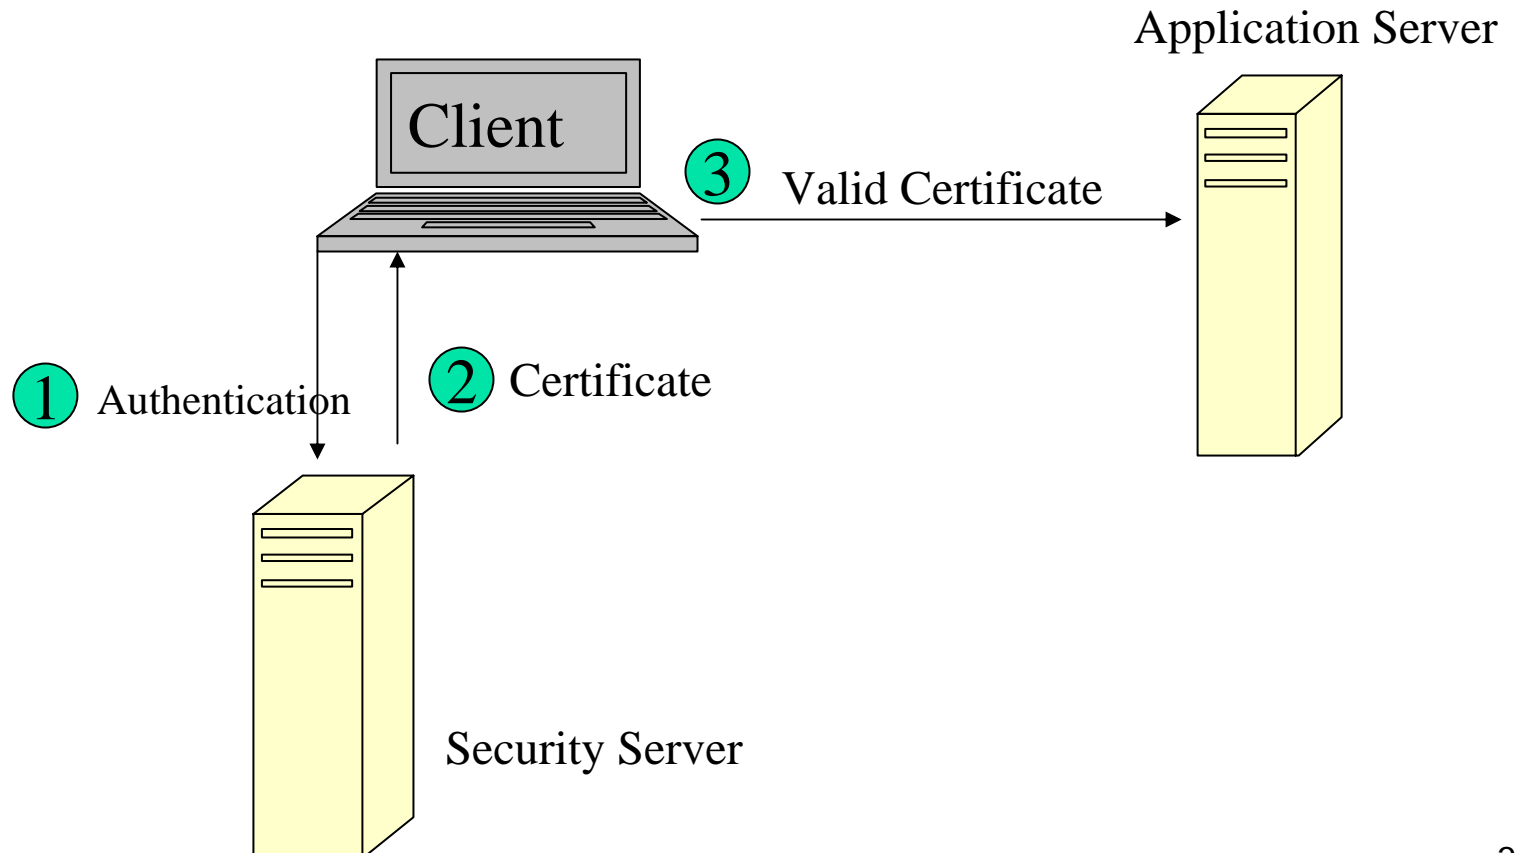 Application Server
Client
3 Valid Certificate
1 Authentication
2 Certificate
Security Server